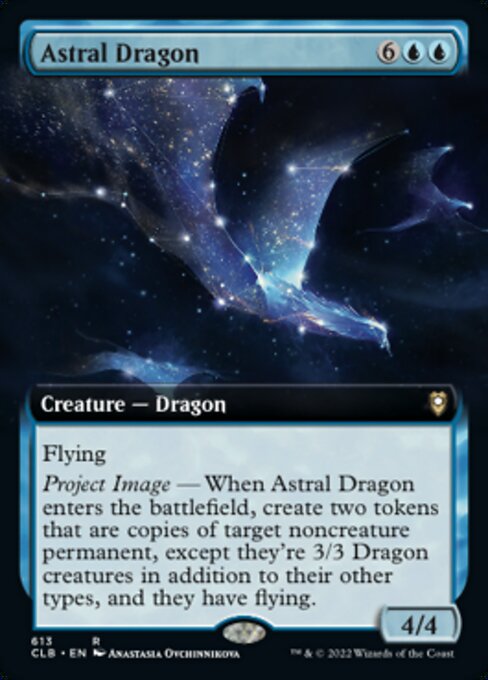 Astral Dragon 6
Creature — Dragon
Flying
Project Image — When Astral Dragon
enters the battlefield, create two tokens
that are copies of target noncreature
permanent, except they're 3/3 Dragon
creatures in addition to their other
types, and they have flying.
4/4
613 R
CLB • EN Anastasia Ovchinnikova
™ & © 2022 Wizards of the Coast